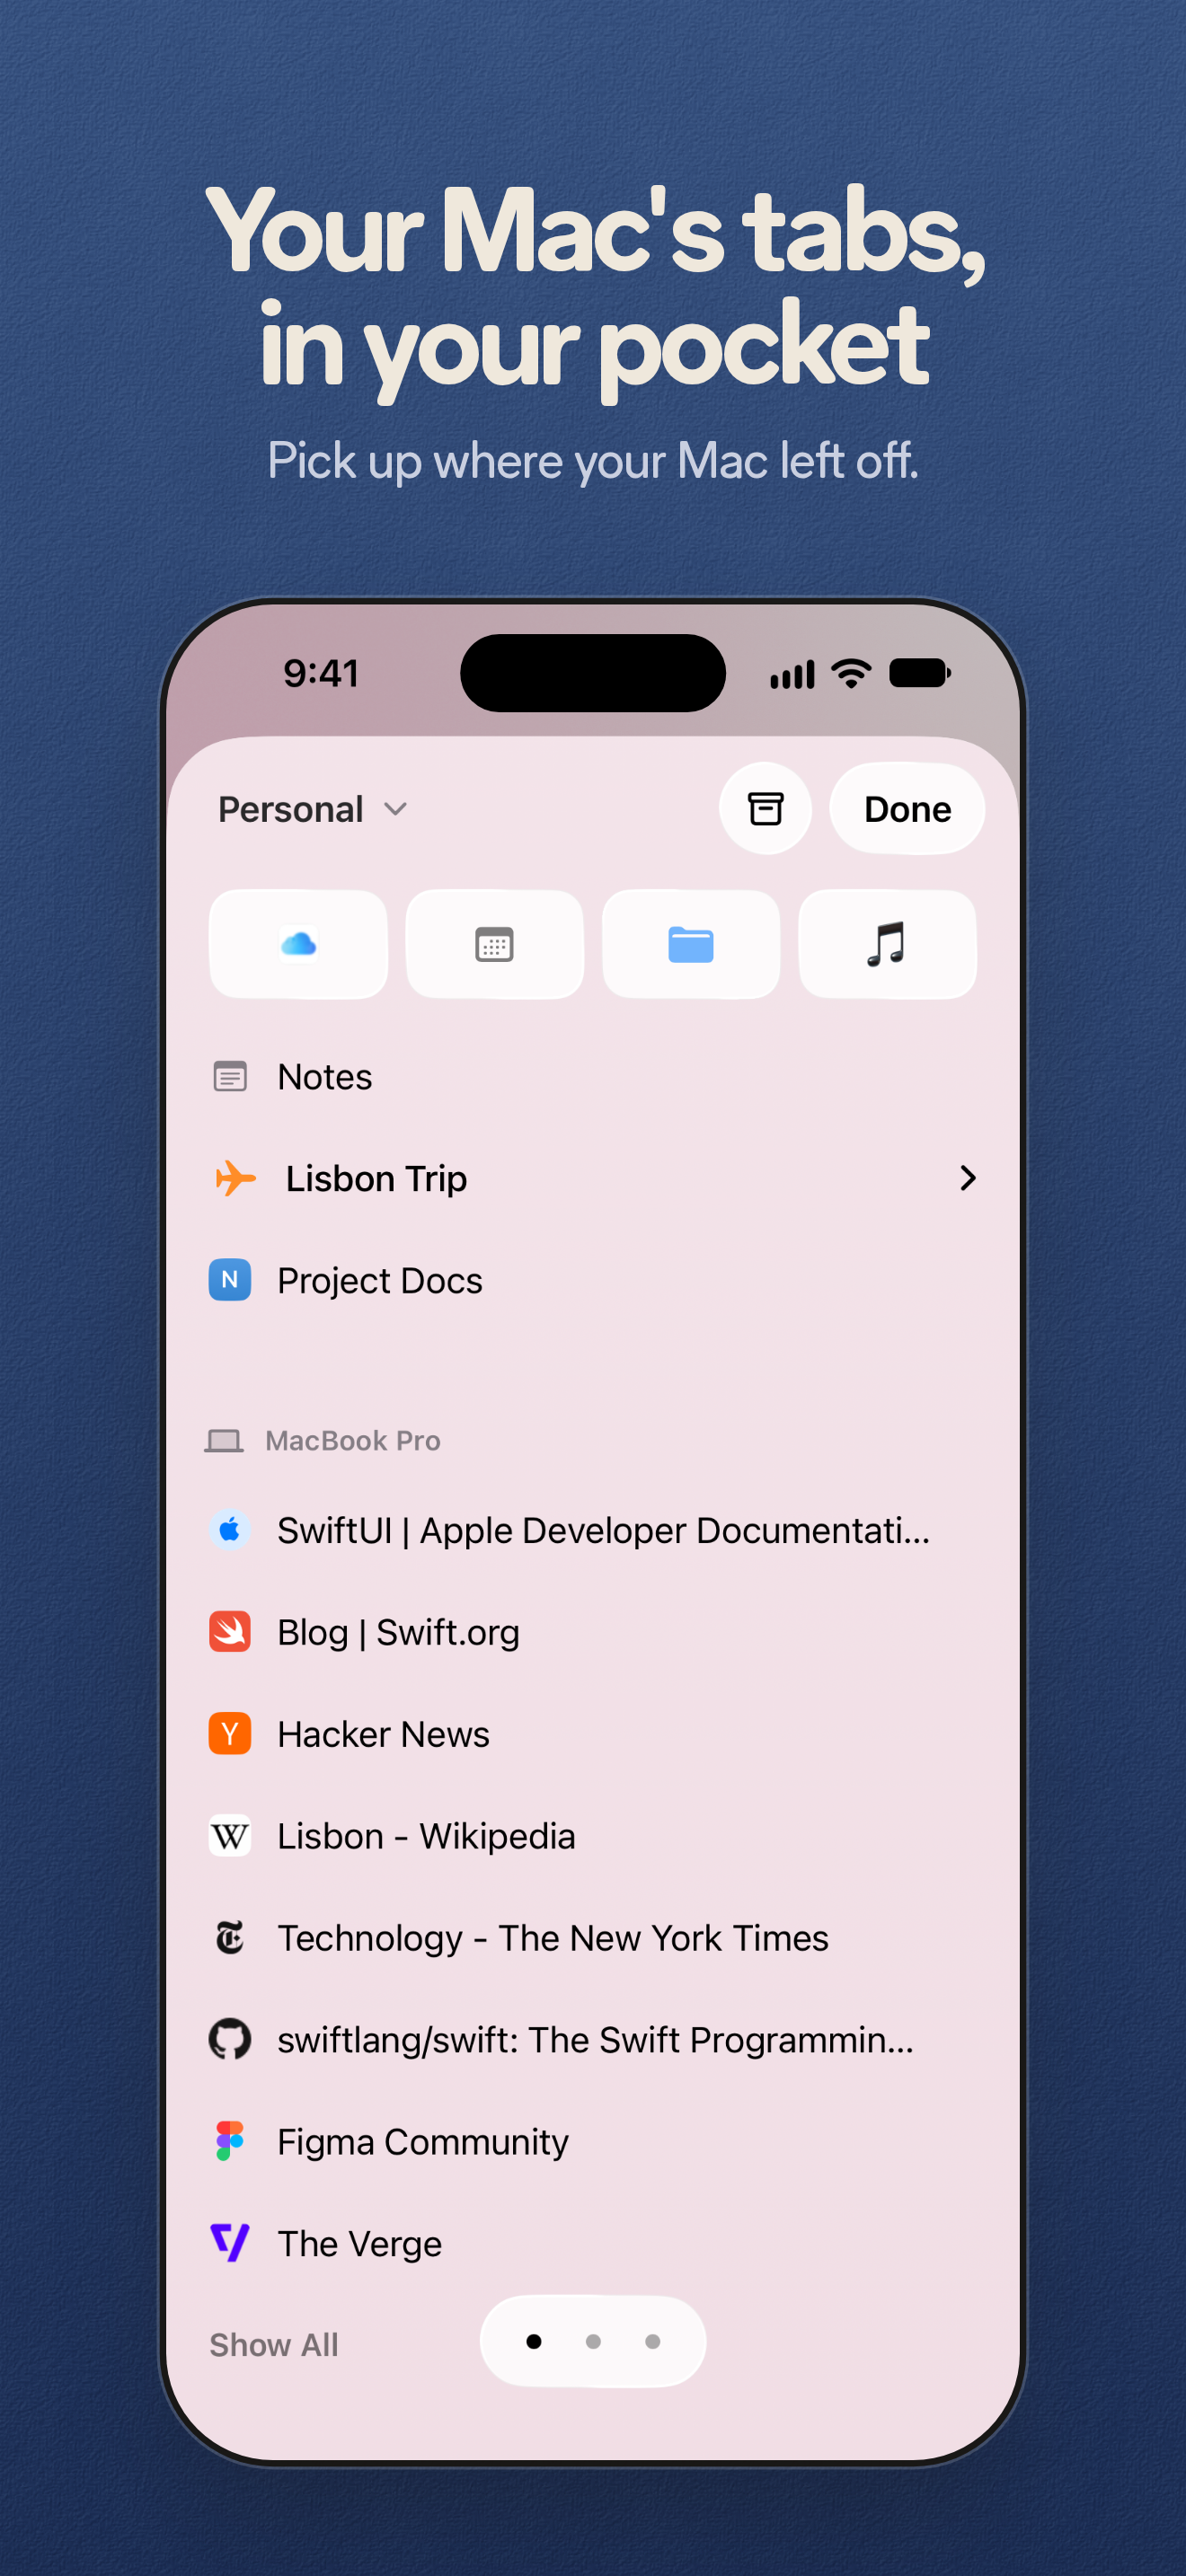 Your Mac's tabs,
in your pocket
Pick up where your Mac left off.
9:41
Personal
Done
Notes
Lisbon Trip
N
Project Docs
MacBook Pro
SwiftUI | Apple Developer Documentati...
Blog | Swift.org
Y
Hacker News
W
Lisbon - Wikipedia
T
Technology - The New York Times
swiftlang/swift: The Swift Programmin...
Figma Community
The Verge
Show All